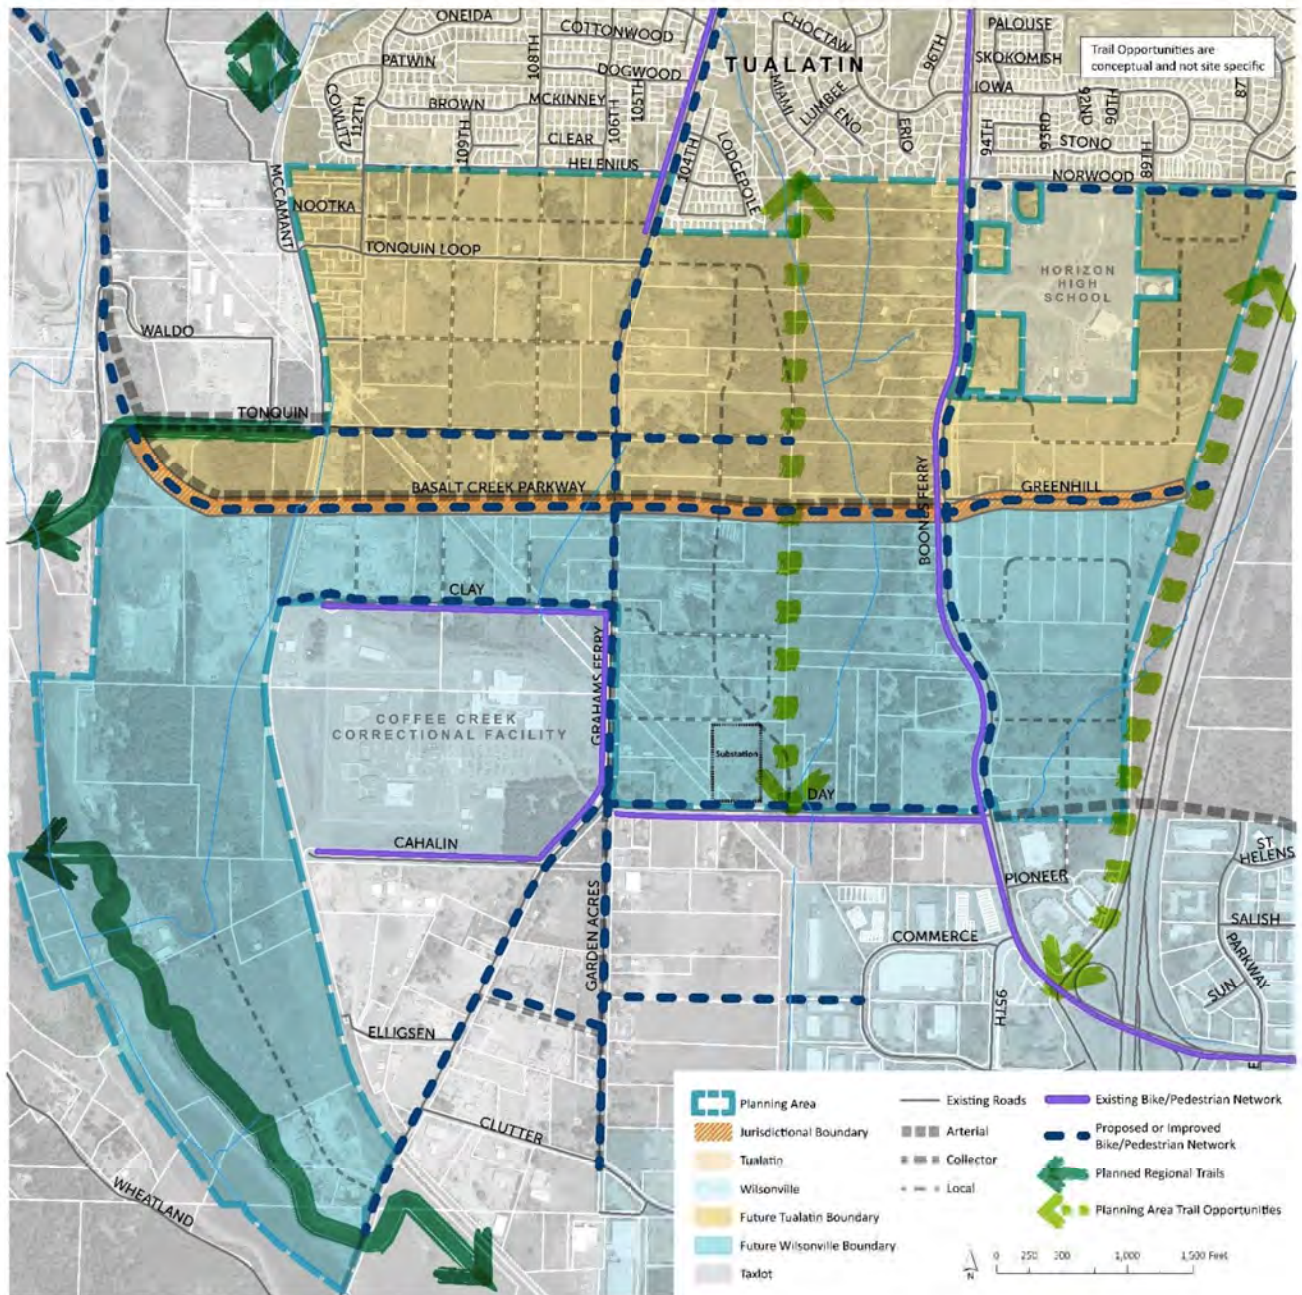 ONEIDA
COTTONWOOD
CHOCTAW
PALOUSE
Trail Opportunities are
conceptual and not site specific
PATWIN
108TH
DOGWOOD
TUALATIN
96TH
SKOKOMISH
IOWA
87TH
COWLITZ
112TH
BROWN
MCKINNEY
106TH
105TH
MIAMI
LUMBEE
ENO
ERIO
92ND
90TH
109TH
CLEAR
104TH
LODGEPOLE
94TH
93RD
STONO
89TH
HELENIUS
NORWOOD
MCCAMANT
NOOTKA
TONQUIN LOOP
HORIZON
HIGH
SCHOOL
WALDO
TONQUIN
BASALT CREEK PARKWAY
BOONES FERRY
GREENHILL
CLAY
GRAHAMS FERRY
COFFEE CREEK
CORRECTIONAL FACILITY
Substation
DAY
CAHALIN
ST
HELENS
PIONEER
GARDEN ACRES
COMMERCE
SALISH
PARKWAY
SUN
95TH
ELLIGSEN
E
CLUTTER
WHEATLAND
Planning Area
Jurisdictional Boundary
Tualatin
Wilsonville
Future Tualatin Boundary
Future Wilsonville Boundary
Taxlot
Existing Roads
Arterial
Collector
Local
Existing Bike/Pedestrian Network
Proposed or Improved
Bike/Pedestrian Network
Planned Regional Trails
Planning Area Trail Opportunities
N
0 250 500 1,000 1,500 Feet